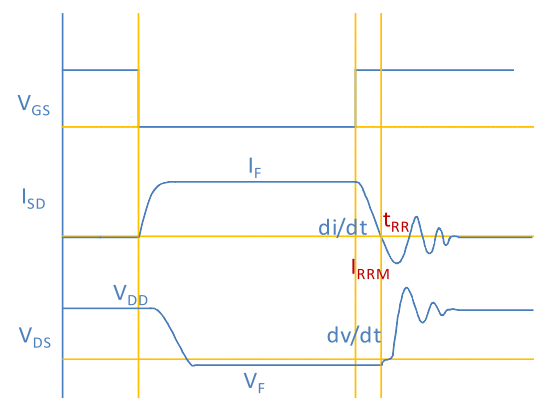 VGS
IF
ISD
tRR
di/dt
IRRM
VDD
VDS
dv/dt
VF